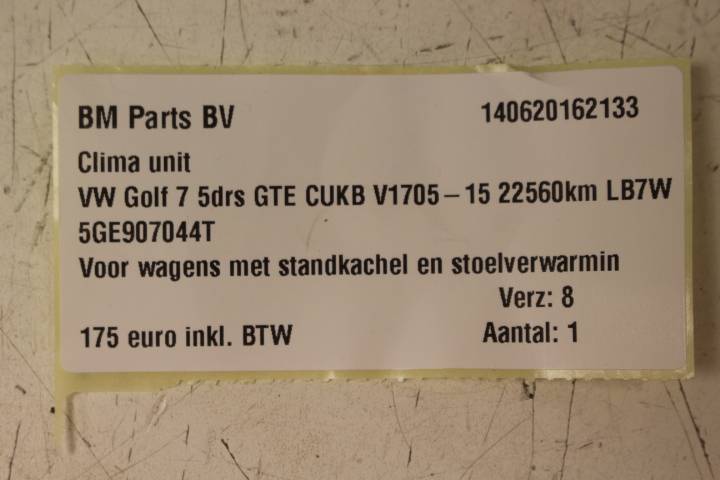 BM Parts BV 140620162133
Clima unit
VW Golf 7 5drs GTE CUKB V1705-15 22560km LB7W
5GE907044T
Voor wagens met standkachel en stoelverwarmin
Verz: 8
175 euro inkl. BTW Aantal: 1